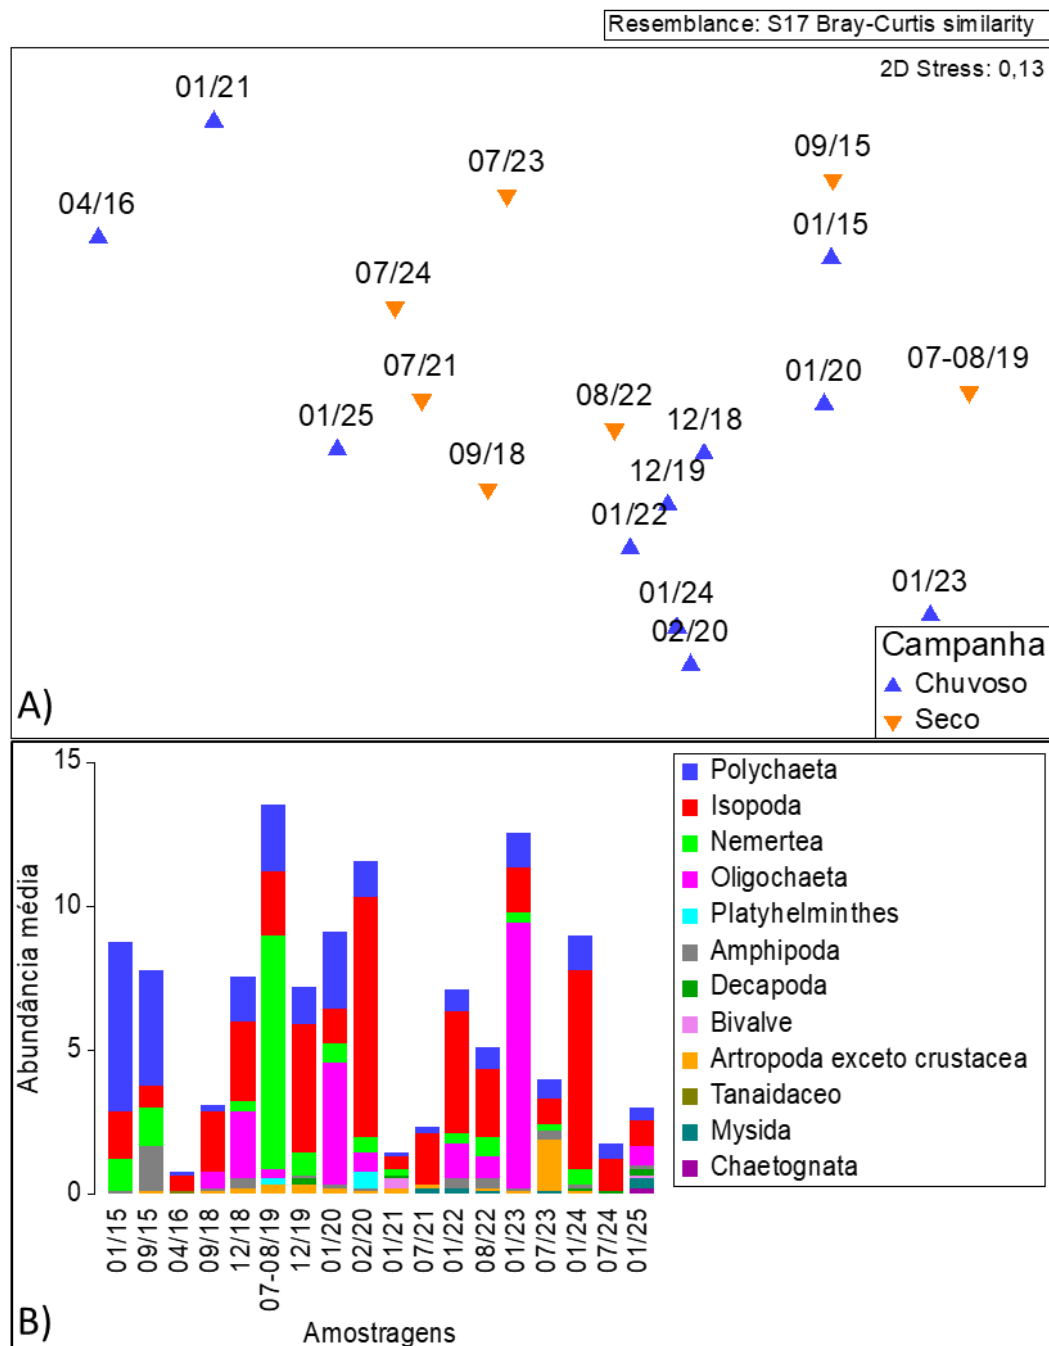 Resemblance: S17 Bray-Curtis similarity
2D Stress: 0,13
01/21
07/23
09/15
04/16
01/15
07/24
07/21
07-08/19
01/20
08/22
01/25
12/18
09/18
12/19
01/22
01/24
01/23
02/20
Campanha
Chuvoso
Seco
A)
15
10
5
0
Abundância média
Polychaeta
Isopoda
Nemertea
Oligochaeta
Platyhelminthes
Amphipoda
Decapoda
Bivalve
Artropoda exceto crustacea
Tanaidaceo
Mysida
Chaetognata
01/15
09/15
04/16
09/18
12/18
07-08/19
12/19
01/20
02/20
01/21
07/21
01/22
08/22
01/23
07/23
01/24
07/24
01/25
Amostragens
B)